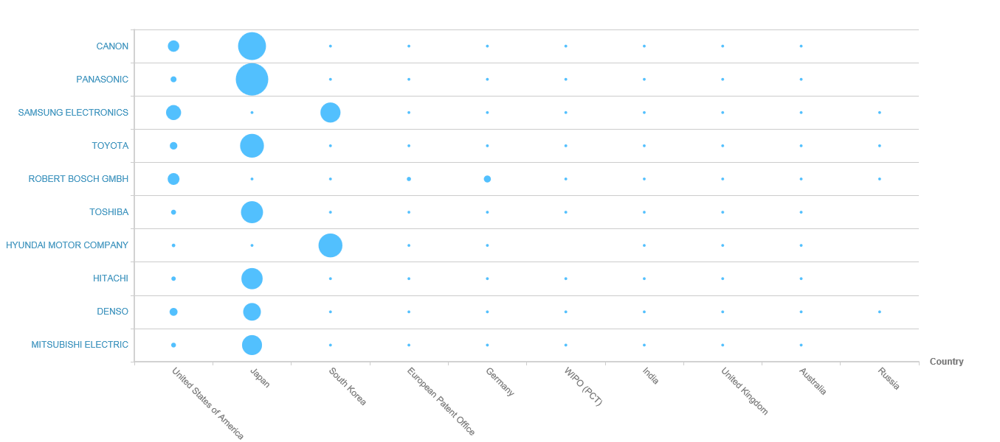 CANON
PANASONIC
SAMSUNG ELECTRONICS
TOYOTA
ROBERT BOSCH GMBH
TOSHIBA
HYUNDAI MOTOR COMPANY
HITACHI
DENSO
MITSUBISHI ELECTRIC
Country
United States of America
Japan
South Korea
European Patent Office
Germany
WIPO (PCT)
India
United Kingdom
Australia
Russia